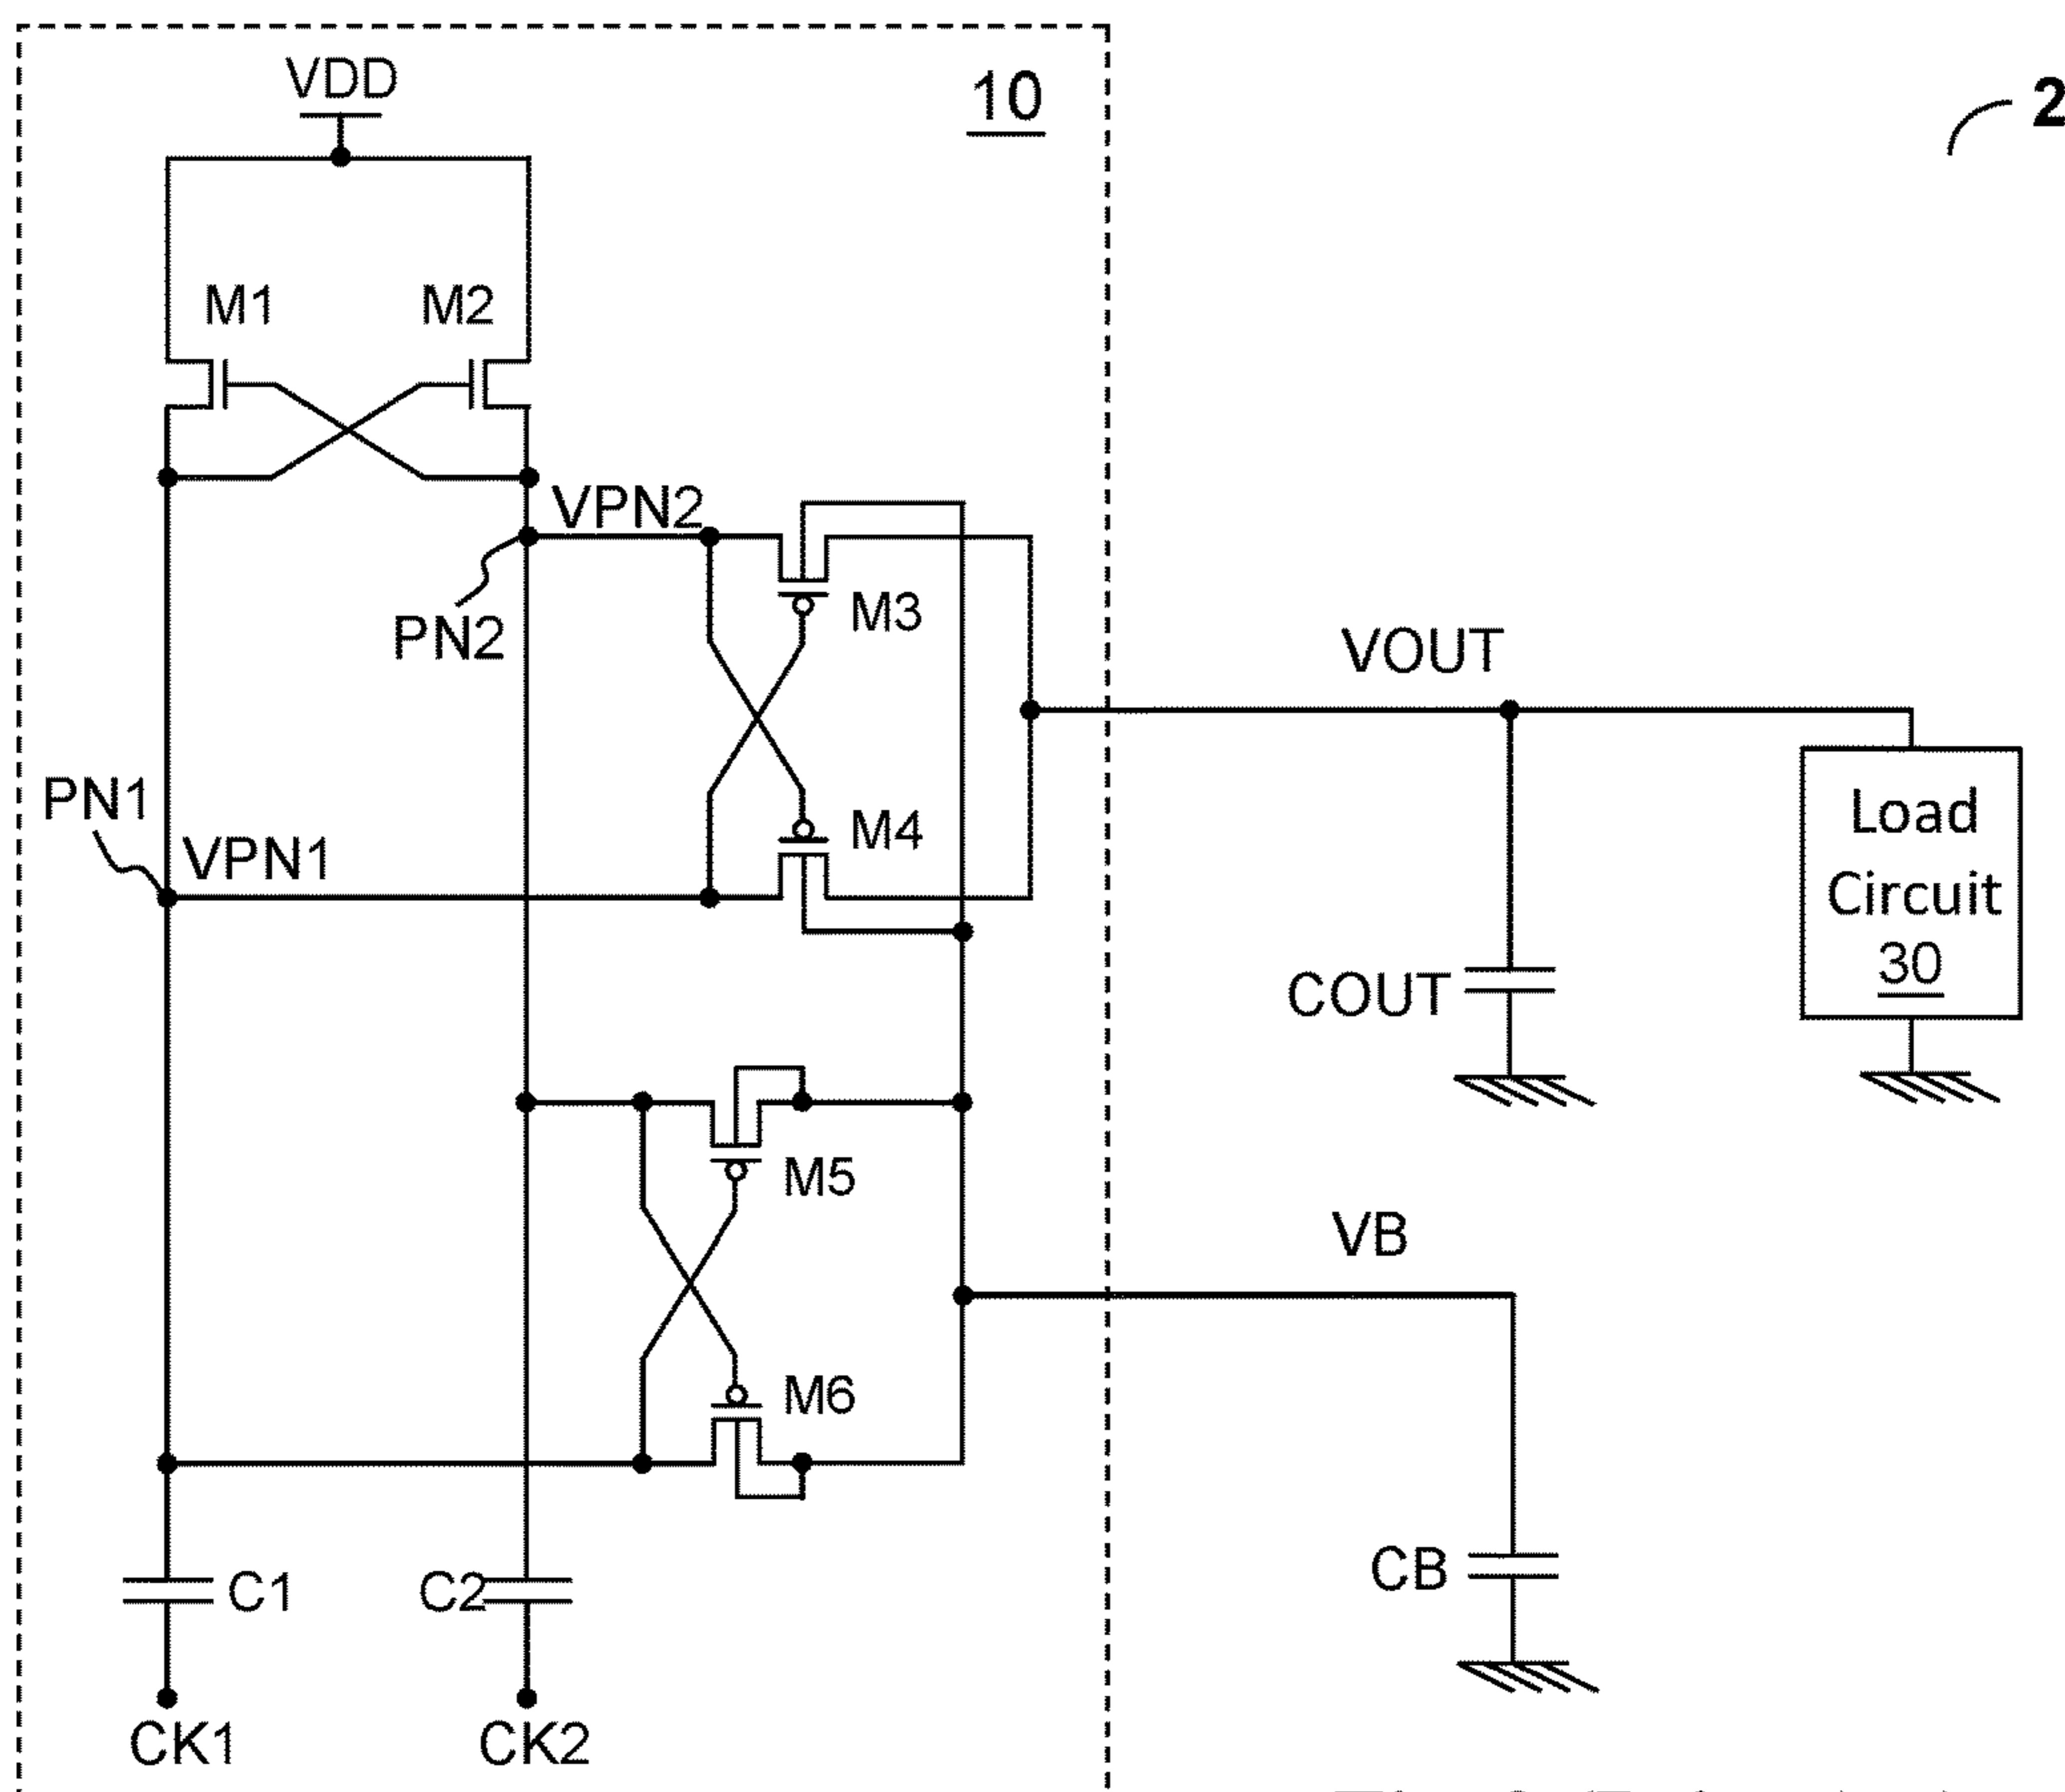 VDD
10
2
M1
M2
VPN2
PN2
M3
VOUT
PN1
VPN1
M4
Load
Circuit
30
COUT
M5
VB
M6
C1
C2
CB
CK1
CK2